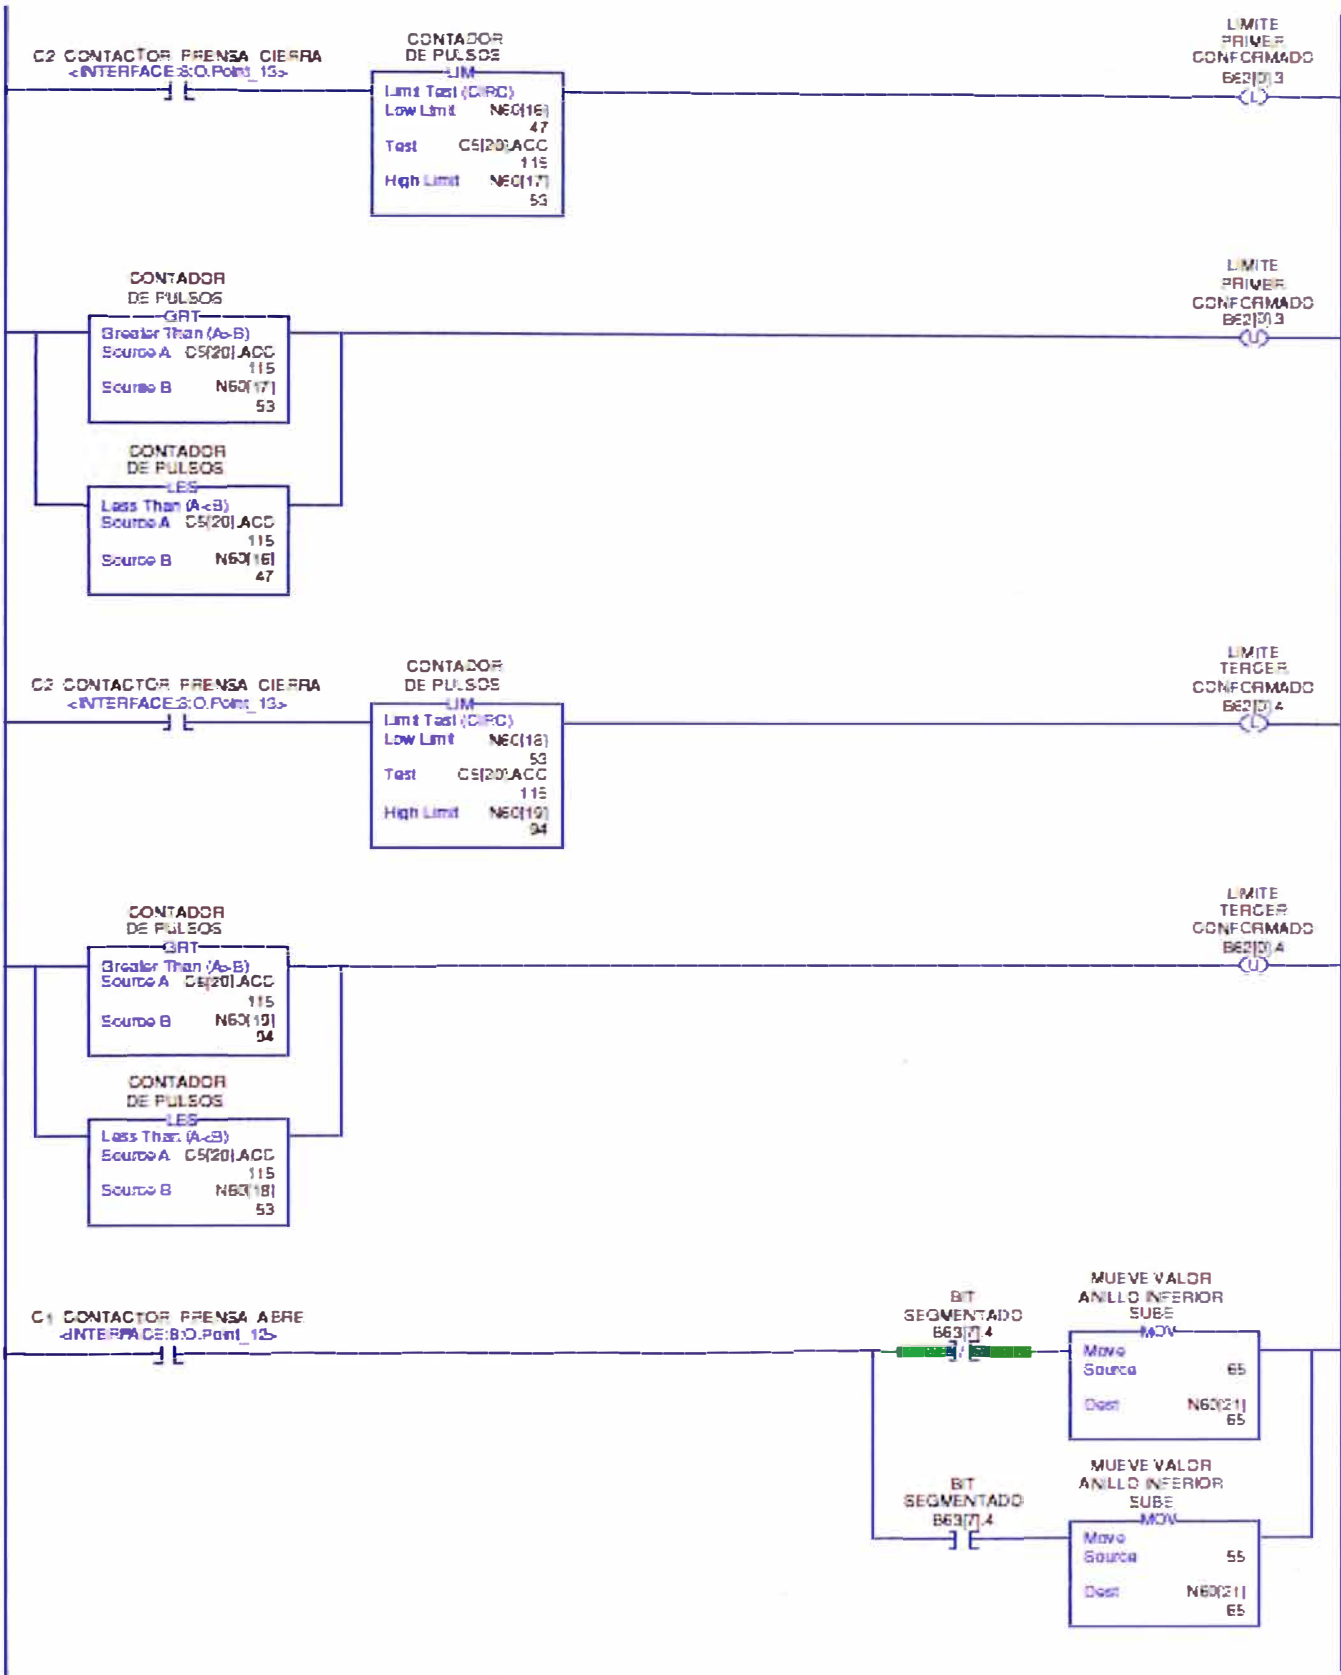 C2 CONTACTOR PRENSA CIERRA
<INTERFACE:8:O.Point_13>
CONTADOR
DE PULSOS
LIM
Limit Test (CIRC)
Low Limit N60[16]
47
Test C5[20].ACC
115
High Limit N60[17]
53
LIMITE
PRIMER
CONFORMADO
B62[0].3
L
CONTADOR
DE PULSOS
GRT
Greater Than (A>B)
Source A C5[20].ACC
115
Source B N60[17]
53
LIMITE
PRIMER
CONFORMADO
B62[0].3
U
CONTADOR
DE PULSOS
LES
Less Than (A<B)
Source A C5[20].ACC
115
Source B N60[16]
47
C2 CONTACTOR PRENSA CIERRA
<INTERFACE:8:O.Point_13>
CONTADOR
DE PULSOS
LIM
Limit Test (CIRC)
Low Limit N60[18]
53
Test C5[20].ACC
115
High Limit N60[19]
94
LIMITE
TERCER
CONFORMADO
B62[0].4
L
CONTADOR
DE PULSOS
GRT
Greater Than (A>B)
Source A C5[20].ACC
115
Source B N60[19]
94
LIMITE
TERCER
CONFORMADO
B62[0].4
U
CONTADOR
DE PULSOS
LES
Less Than (A<B)
Source A C5[20].ACC
115
Source B N60[18]
53
C1 CONTACTOR PRENSA ABRE
<INTERFACE:8:O.Point_12>
BIT
SEGMENTADO
B63[7].4
MUEVE VALOR
ANILLO INFERIOR
SUBE
MOV
Move
Source 65
Dest N60[21]
65
BIT
SEGMENTADO
B63[7].4
MUEVE VALOR
ANILLO INFERIOR
SUBE
MOV
Move
Source 55
Dest N60[21]
65